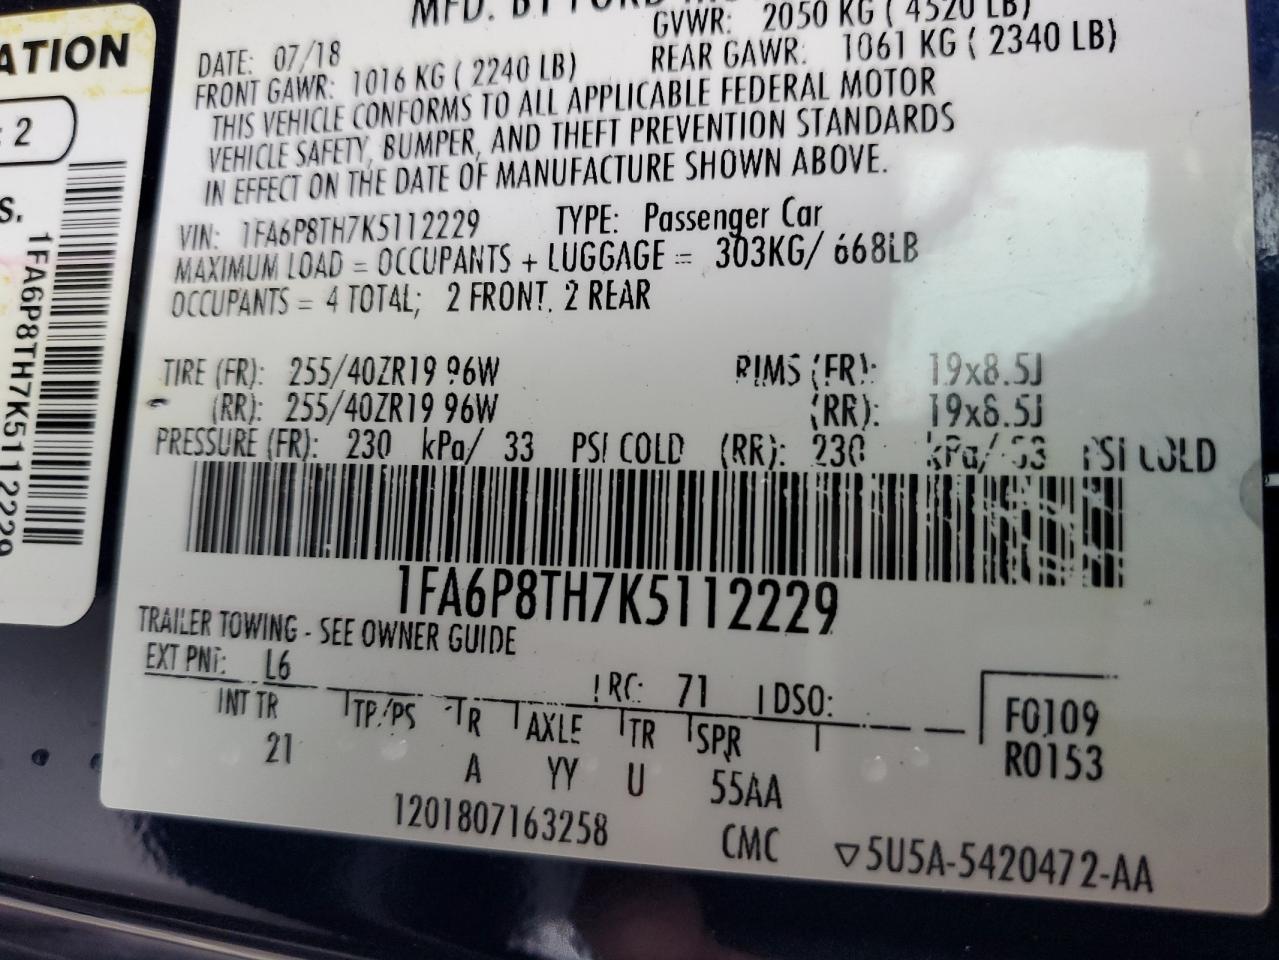 ATION
: 2
S.
1FA6P8TH7K5112229
MFD. BY FORD
DATE: 07/18
GVWR: 2050 KG ( 4520 LB)
FRONT GAWR: 1016 KG ( 2240 LB)
REAR GAWR: 1061 KG ( 2340 LB)
THIS VEHICLE CONFORMS TO ALL APPLICABLE FEDERAL MOTOR
VEHICLE SAFETY, BUMPER, AND THEFT PREVENTION STANDARDS
IN EFFECT ON THE DATE OF MANUFACTURE SHOWN ABOVE.
VIN: 1FA6P8TH7K5112229 TYPE: Passenger Car
MAXIMUM LOAD = OCCUPANTS + LUGGAGE = 303KG/ 668LB
OCCUPANTS = 4 TOTAL; 2 FRONT, 2 REAR
TIRE (FR): 255/40ZR19 96W RIMS (FR): 19x8.5J
(RR): 255/40ZR19 96W (RR): 19x8.5J
PRESSURE (FR): 230 kPa/ 33 PSI COLD (RR): 230 kPa/ 33 PSI COLD
1FA6P8TH7K5112229
TRAILER TOWING - SEE OWNER GUIDE
EXT PNT: L6 RC: 71 DSO:
INT TR TP/PS R AXLE TR SPR
21 A YY U 55AA
F0109
R0153
1201807163258 CMC ▽5U5A-5420472-AA